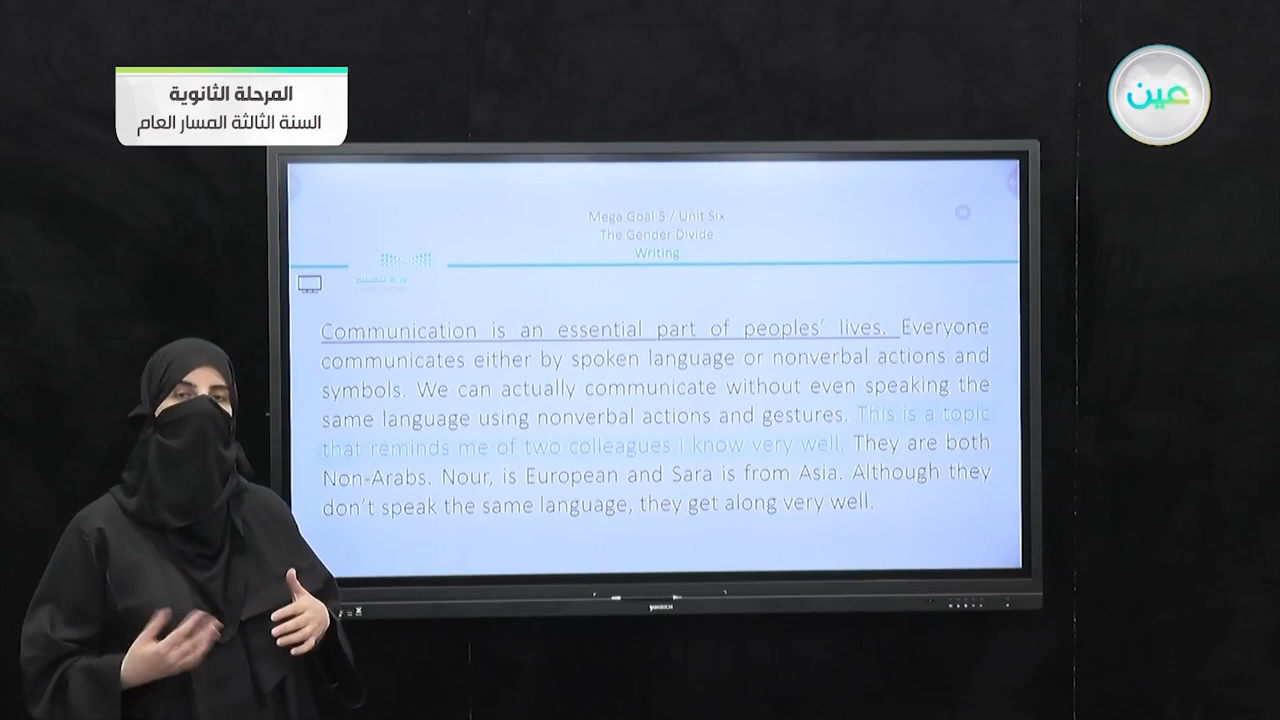 المرحلة الثانوية
السنة الثالثة المسار العام
عين
Mega Goal 5 / Unit Six
The Gender Divide
Writing
Communication is an essential part of peoples’ lives. Everyone
communicates either by spoken language or nonverbal actions and
symbols. We can actually communicate without even speaking the
same language using nonverbal actions and gestures. This is a topic
that reminds me of two colleagues I know very well. They are both
Non-Arabs. Nour, is European and Sara is from Asia. Although they
don’t speak the same language, they get along very well.